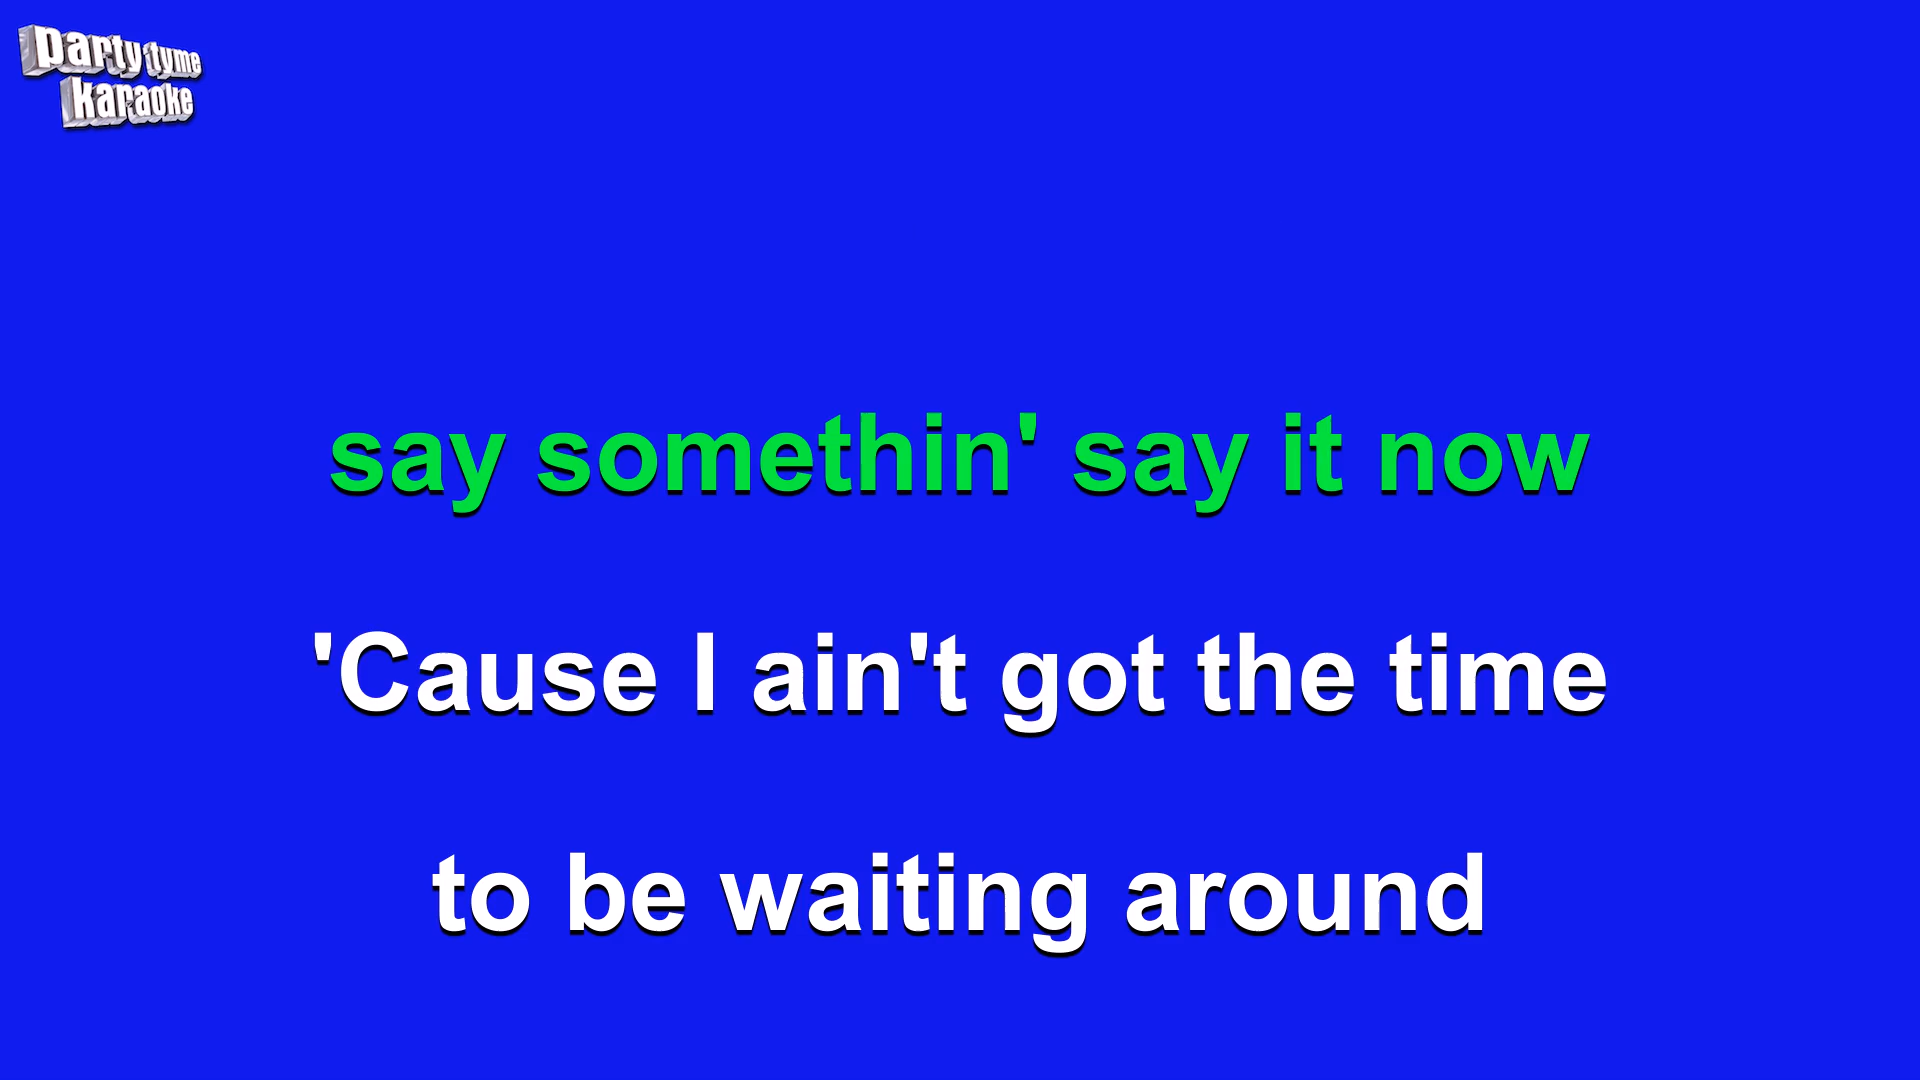 party tyme
karaoke
say somethin' say it now
'Cause I ain't got the time
to be waiting around